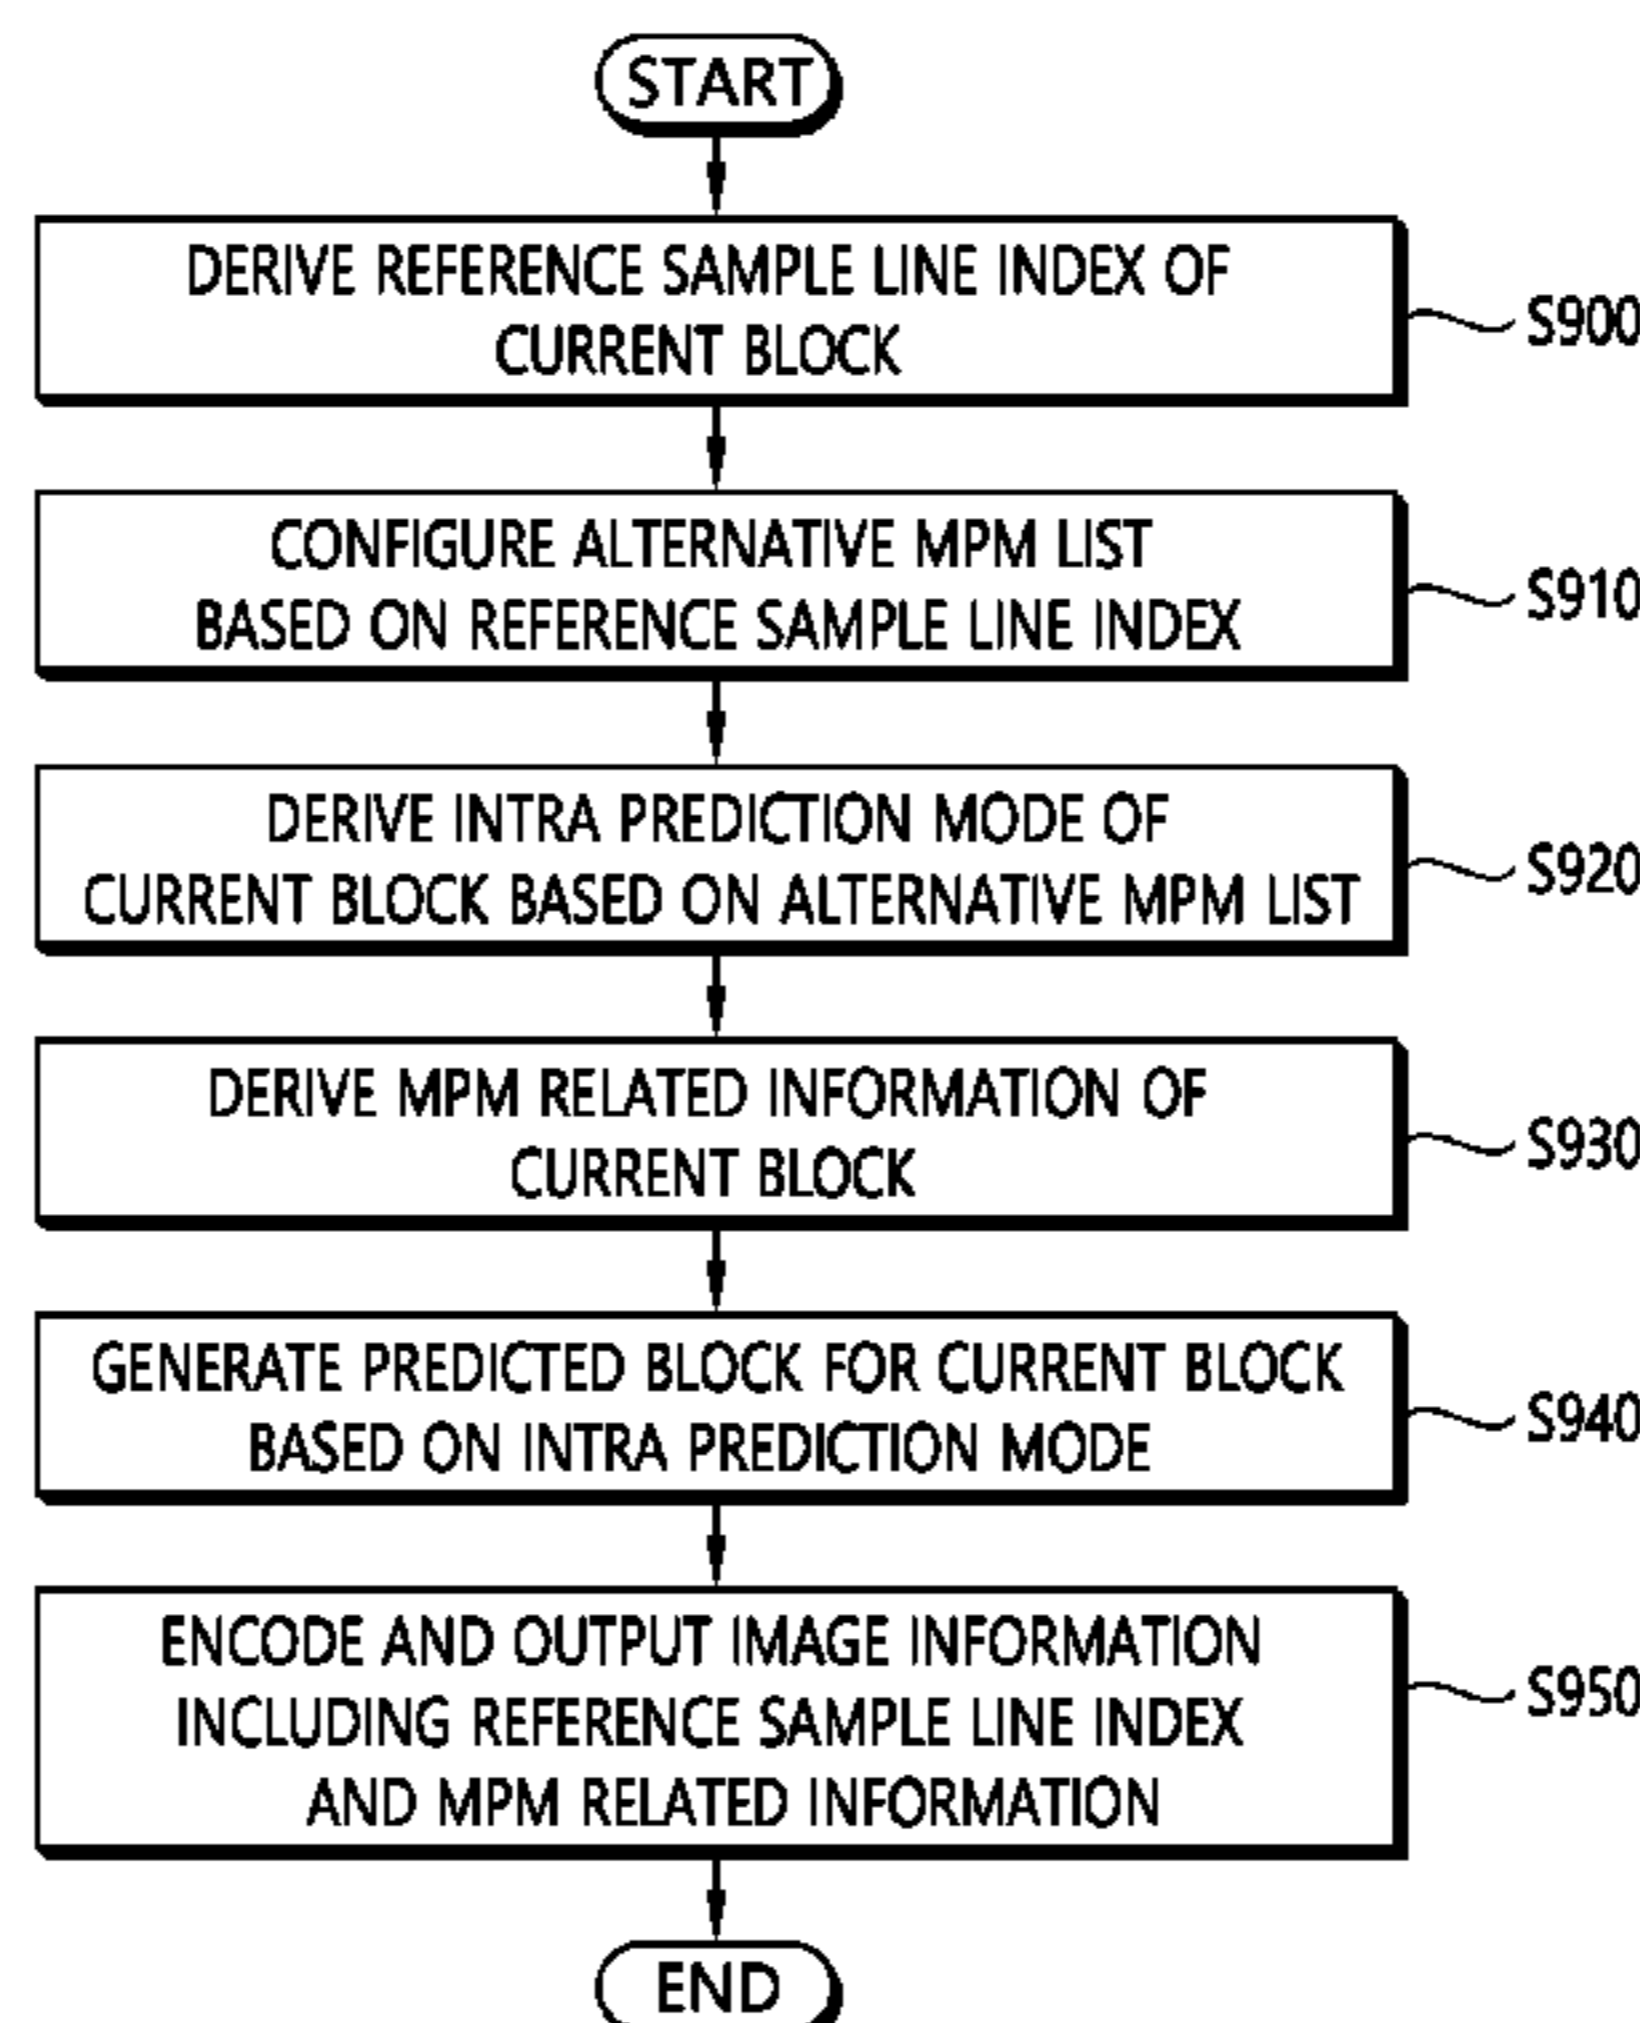 START
DERIVE REFERENCE SAMPLE LINE INDEX OF
CURRENT BLOCK
S900
CONFIGURE ALTERNATIVE MPM LIST
BASED ON REFERENCE SAMPLE LINE INDEX
S910
DERIVE INTRA PREDICTION MODE OF
CURRENT BLOCK BASED ON ALTERNATIVE MPM LIST
S920
DERIVE MPM RELATED INFORMATION OF
CURRENT BLOCK
S930
GENERATE PREDICTED BLOCK FOR CURRENT BLOCK
BASED ON INTRA PREDICTION MODE
S940
ENCODE AND OUTPUT IMAGE INFORMATION
INCLUDING REFERENCE SAMPLE LINE INDEX
AND MPM RELATED INFORMATION
S950
END